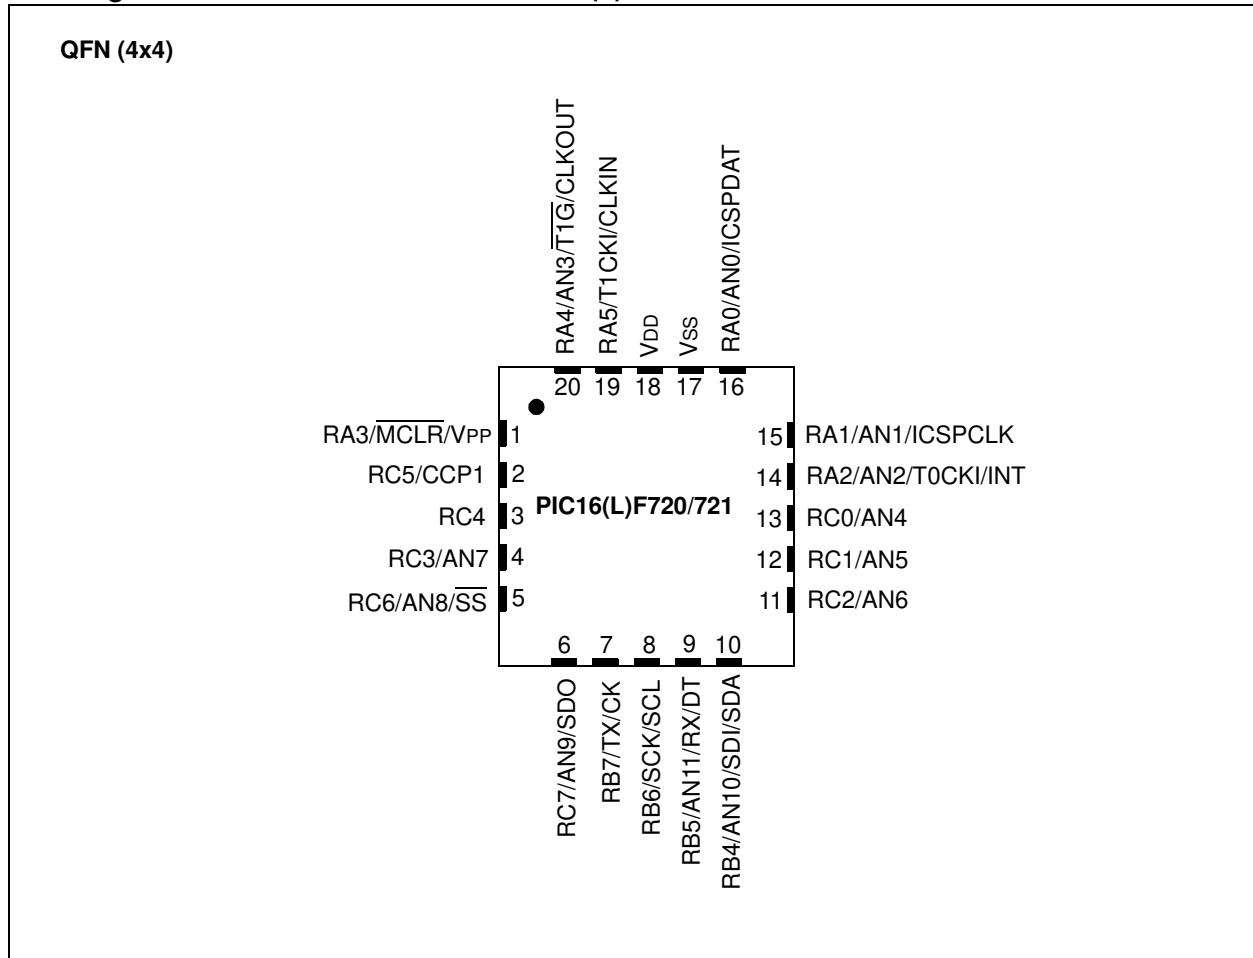 QFN (4x4)
RA4/AN3/T1G/CLKOUT
RA5/T1CKI/CLKIN
VDD
VSS
RA0/AN0/ICSPDAT
20 19 18 17 16
RA3/MCLR/VPP 1
RC5/CCP1 2
RC4 3
RC3/AN7 4
RC6/AN8/SS 5
PIC16(L)F720/721
15 RA1/AN1/ICSPCLK
14 RA2/AN2/T0CKI/INT
13 RC0/AN4
12 RC1/AN5
11 RC2/AN6
6 7 8 9 10
RC7/AN9/SDO
RB7/TX/CK
RB6/SCK/SCL
RB5/AN11/RX/DT
RB4/AN10/SDI/SDA